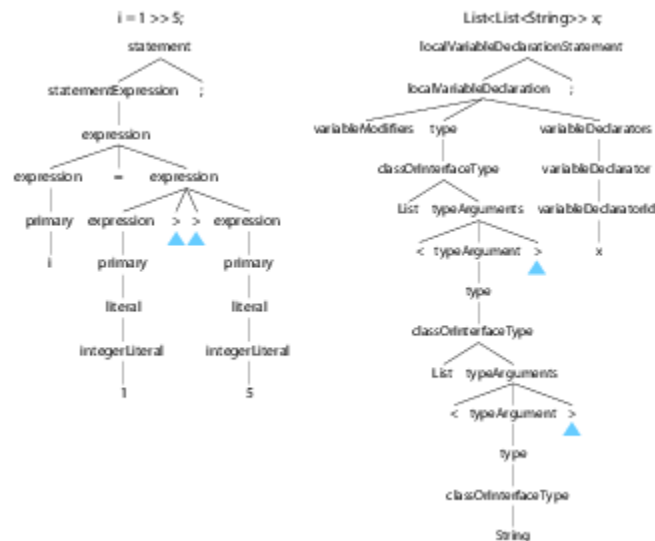 i = 1 >> 5;
statement
statementExpression ;
expression
expression = expression
primary expression > > expression
i primary primary
literal literal
integerLiteral integerLiteral
1 5
List<List<String>> x;
localVariableDeclarationStatement
localVariableDeclaration ;
variableModifiers type variableDeclarators
classOrInterfaceType variableDeclarator
List typeArguments variableDeclaratorId
< typeArgument > x
type
classOrInterfaceType
List typeArguments
< typeArgument >
type
classOrInterfaceType
String